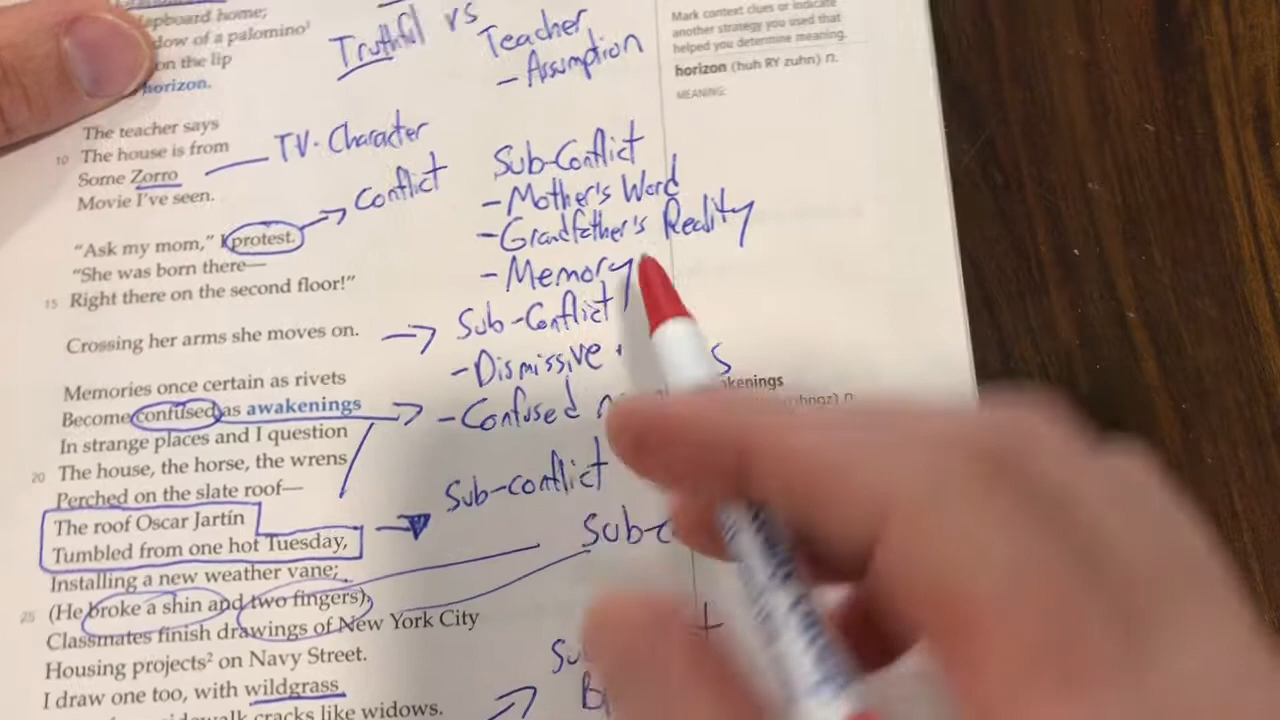 lapboard home;
dow of a palomino¹
on the lip
horizon.
Truthful vs Teacher
- Assumption
Mark context clues or indicate
another strategy you used that
helped you determine meaning.
horizon (huh RY zuhn) n.
MEANING:
The teacher says
10 The house is from
Some Zorro
Movie I've seen.
TV. Character
"Ask my mom," I protest.
"She was born there—
15 Right there on the second floor!"
Conflict
Sub-Conflict
- Mother's Word
- Grandfather's Reality
- Memory
Crossing her arms she moves on.
Sub-Conflict
- Dismissive
- Confused
Memories once certain as rivets
Become confused as awakenings
In strange places and I question
20 The house, the horse, the wrens
Perched on the slate roof—
The roof Oscar Jartín
Tumbled from one hot Tuesday,
Installing a new weather vane;
25 (He broke a shin and two fingers).
Classmates finish drawings of New York City
Housing projects² on Navy Street.
I draw one too, with wildgrass
cracks like widows.
Sub-conflict